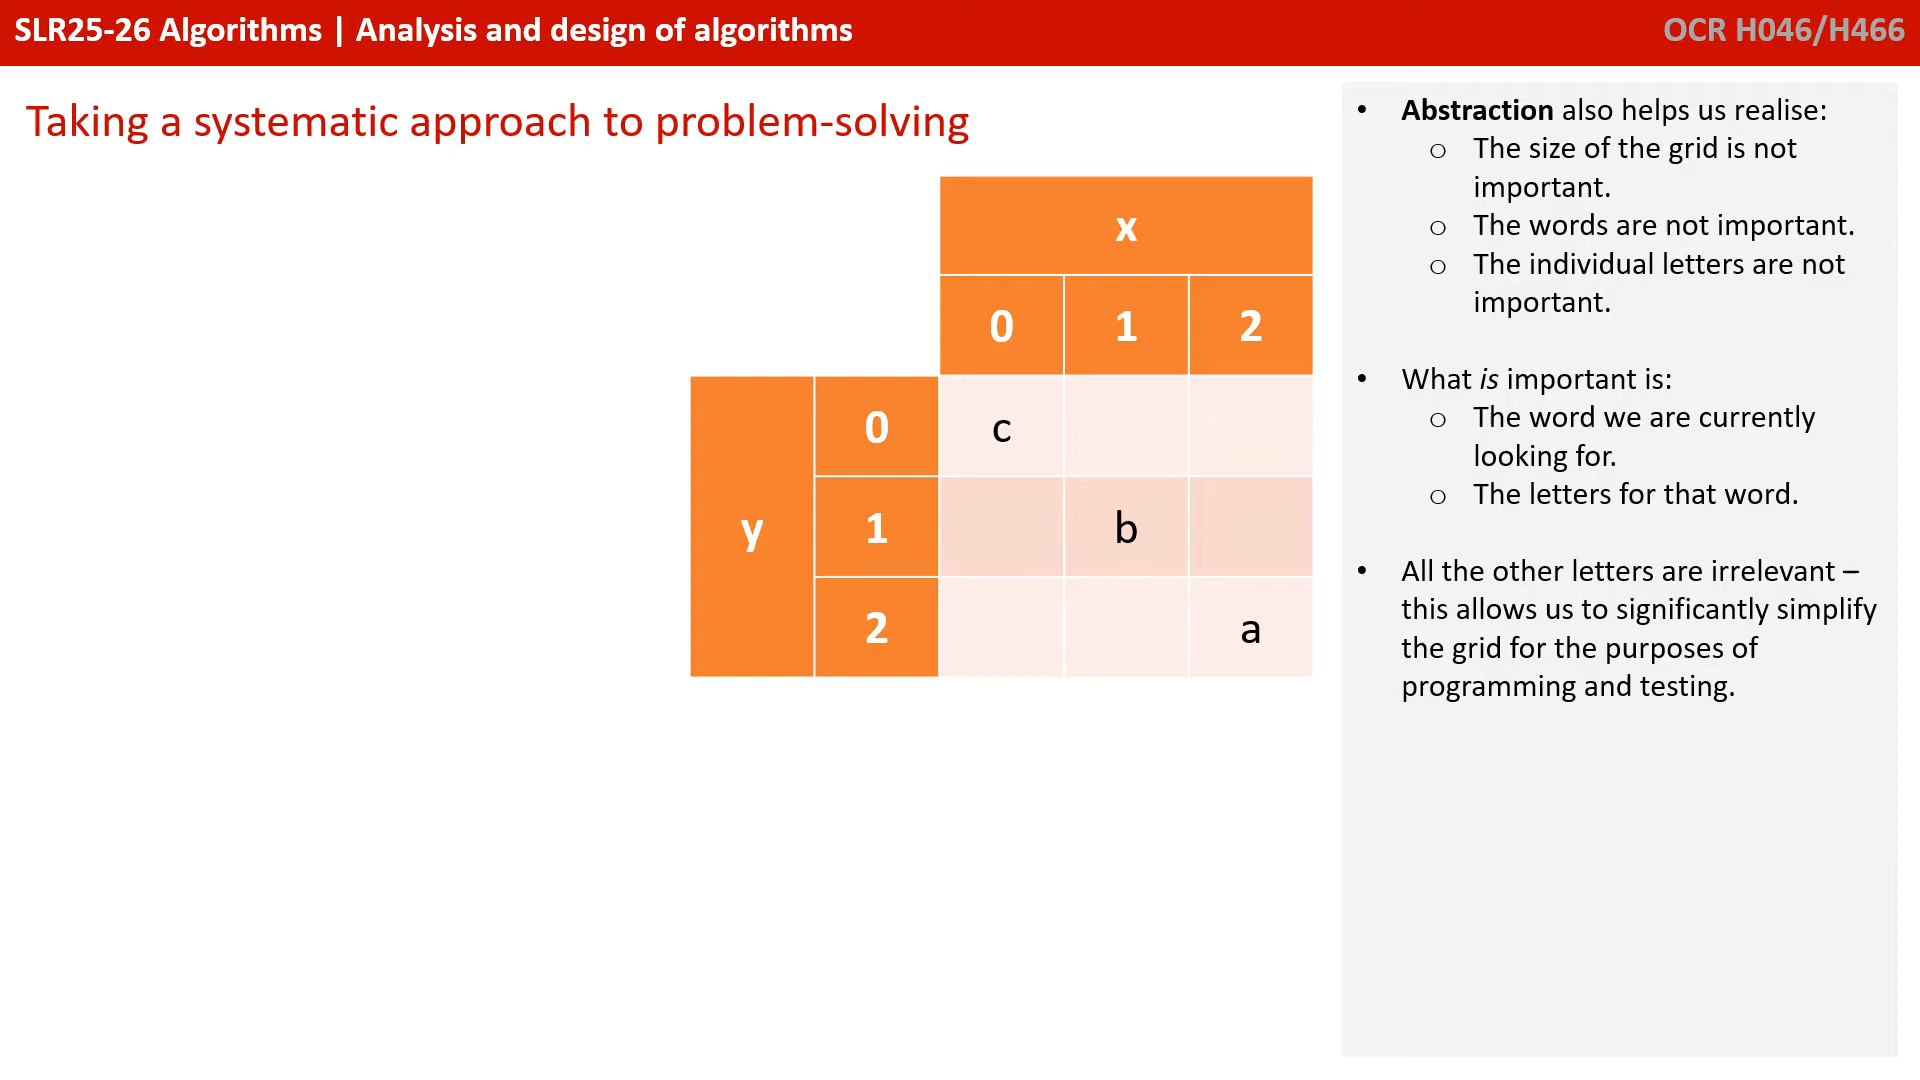 SLR25-26 Algorithms | Analysis and design of algorithms
OCR H046/H466
Taking a systematic approach to problem-solving
x
0 1 2
y
0 c
1 b
2 a
• Abstraction also helps us realise:
o The size of the grid is not
important.
o The words are not important.
o The individual letters are not
important.
• What is important is:
o The word we are currently
looking for.
o The letters for that word.
• All the other letters are irrelevant –
this allows us to significantly simplify
the grid for the purposes of
programming and testing.